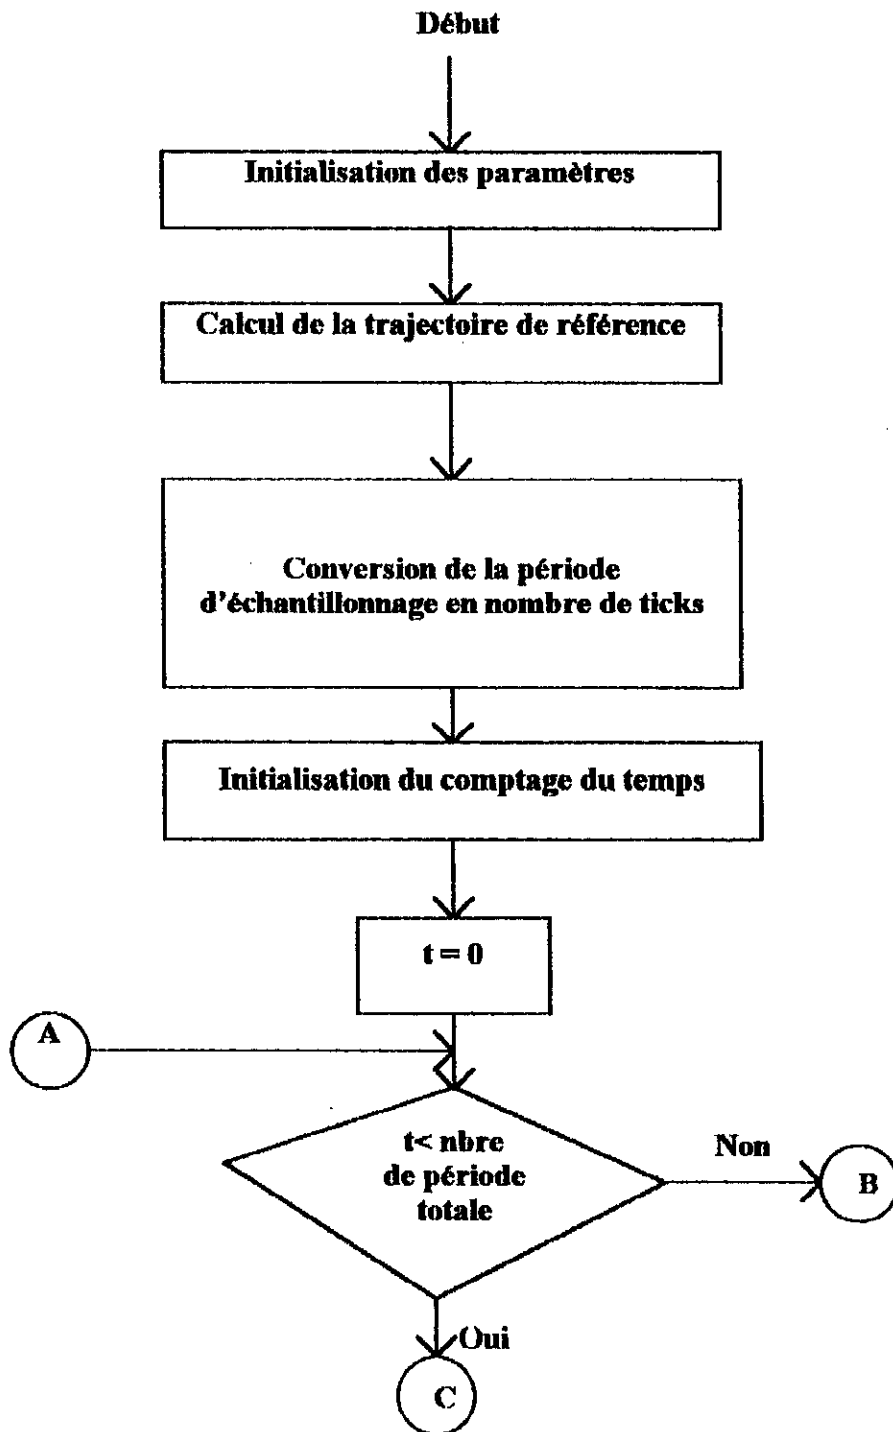 Début
Initialisation des paramètres
Calcul de la trajectoire de référence
Conversion de la période
d'échantillonnage en nombre de ticks
Initialisation du comptage du temps
t = 0
A
t< nbre
de période
totale
Non
B
Oui
C